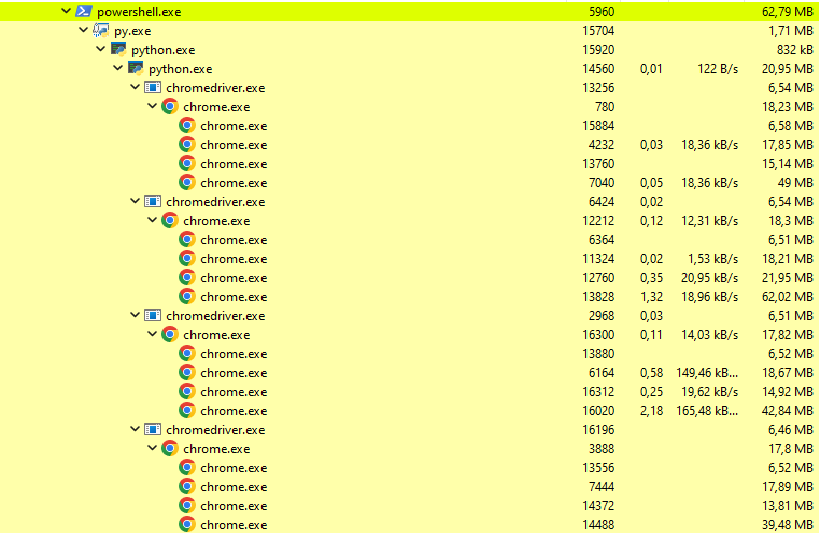 powershell.exe 5960 62,79 MB
py.exe 15704 1,71 MB
python.exe 15920 832 kB
python.exe 14560 0,01 122 B/s 20,95 MB
chromedriver.exe 13256 6,54 MB
chrome.exe 780 18,23 MB
chrome.exe 15884 6,58 MB
chrome.exe 4232 0,03 18,36 kB/s 17,85 MB
chrome.exe 13760 15,14 MB
chrome.exe 7040 0,05 18,36 kB/s 49 MB
chromedriver.exe 6424 0,02 6,54 MB
chrome.exe 12212 0,12 12,31 kB/s 18,3 MB
chrome.exe 6364 6,51 MB
chrome.exe 11324 0,02 1,53 kB/s 18,21 MB
chrome.exe 12760 0,35 20,95 kB/s 21,95 MB
chrome.exe 13828 1,32 18,96 kB/s 62,02 MB
chromedriver.exe 2968 0,03 6,51 MB
chrome.exe 16300 0,11 14,03 kB/s 17,82 MB
chrome.exe 13880 6,52 MB
chrome.exe 6164 0,58 149,46 kB... 18,67 MB
chrome.exe 16312 0,25 19,62 kB/s 14,92 MB
chrome.exe 16020 2,18 165,48 kB... 42,84 MB
chromedriver.exe 16196 6,46 MB
chrome.exe 3888 17,8 MB
chrome.exe 13556 6,52 MB
chrome.exe 7444 17,89 MB
chrome.exe 14372 13,81 MB
chrome.exe 14488 39,48 MB